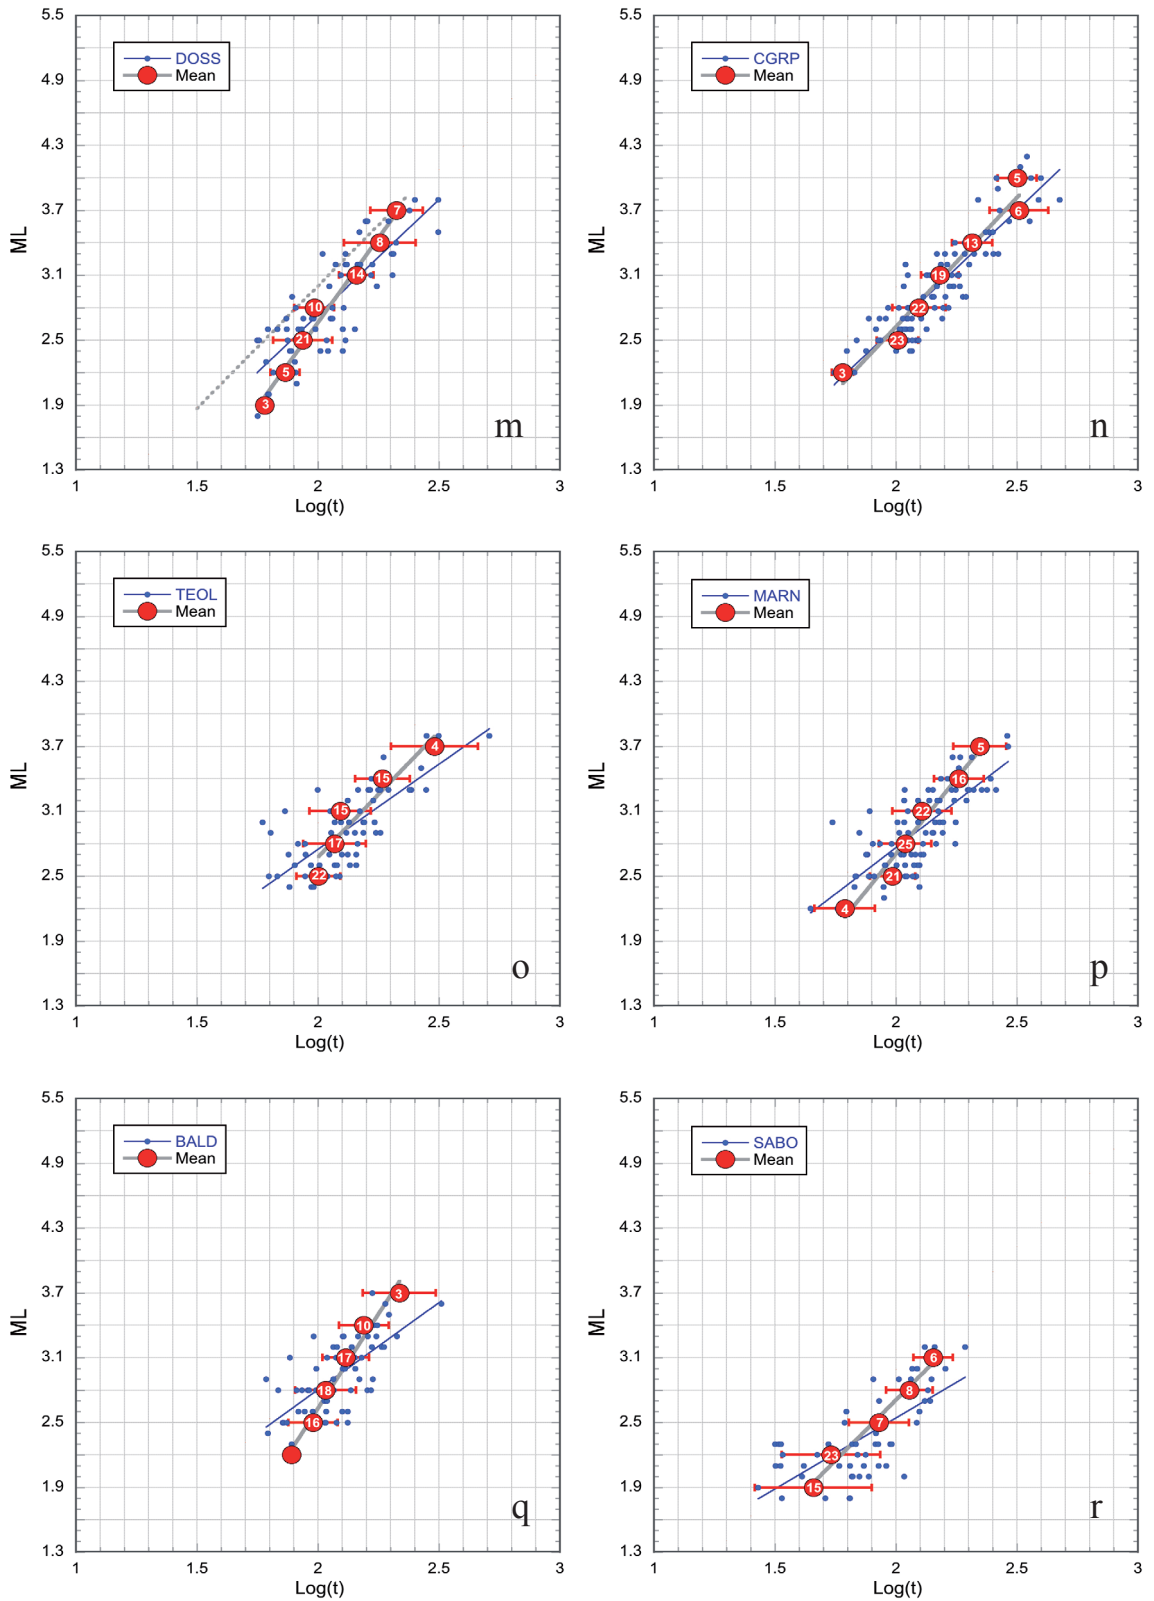 5.5
4.9
4.3
3.7
3.1
2.5
1.9
1.3
ML
DOSS
Mean
7
8
14
10
21
5
3
m
1 1.5 2 2.5 3
Log(t)
5.5
4.9
4.3
3.7
3.1
2.5
1.9
1.3
ML
CGRP
Mean
5
6
13
19
22
23
3
n
1 1.5 2 2.5 3
Log(t)
5.5
4.9
4.3
3.7
3.1
2.5
1.9
1.3
ML
TEOL
Mean
4
15
15
17
22
o
1 1.5 2 2.5 3
Log(t)
5.5
4.9
4.3
3.7
3.1
2.5
1.9
1.3
ML
MARN
Mean
5
16
22
25
21
4
p
1 1.5 2 2.5 3
Log(t)
5.5
4.9
4.3
3.7
3.1
2.5
1.9
1.3
ML
BALD
Mean
3
10
17
18
16
q
1 1.5 2 2.5 3
Log(t)
5.5
4.9
4.3
3.7
3.1
2.5
1.9
1.3
ML
SABO
Mean
6
8
7
23
15
r
1 1.5 2 2.5 3
Log(t)